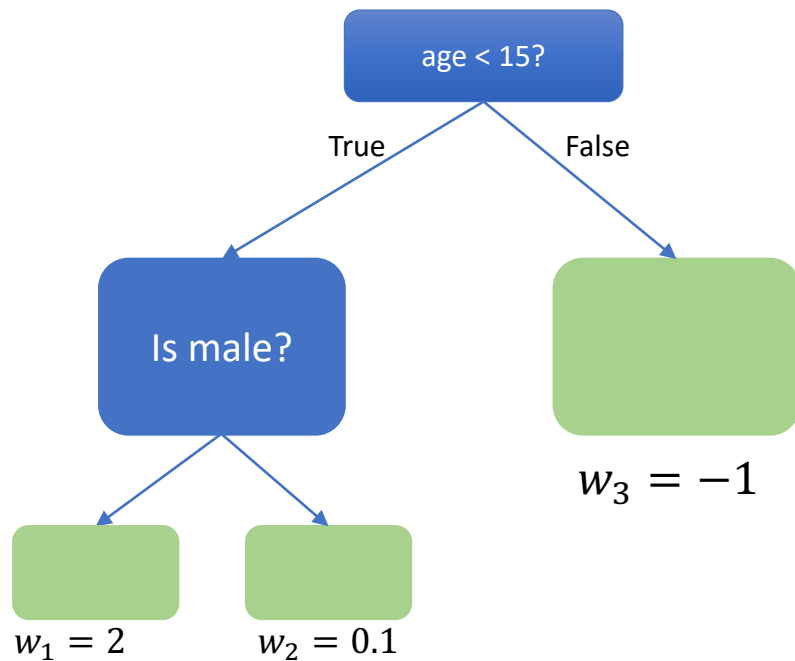 age < 15?
True
False
Is male?
w₃ = −1
w₁ = 2
w₂ = 0.1